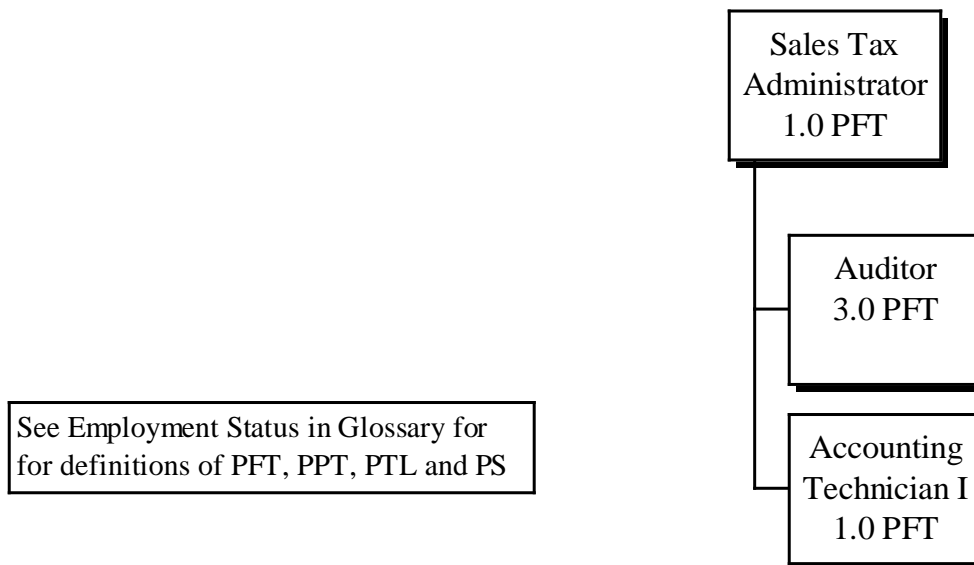 Sales Tax
Administrator
1.0 PFT
Auditor
3.0 PFT
See Employment Status in Glossary for
for definitions of PFT, PPT, PTL and PS
Accounting
Technician I
1.0 PFT